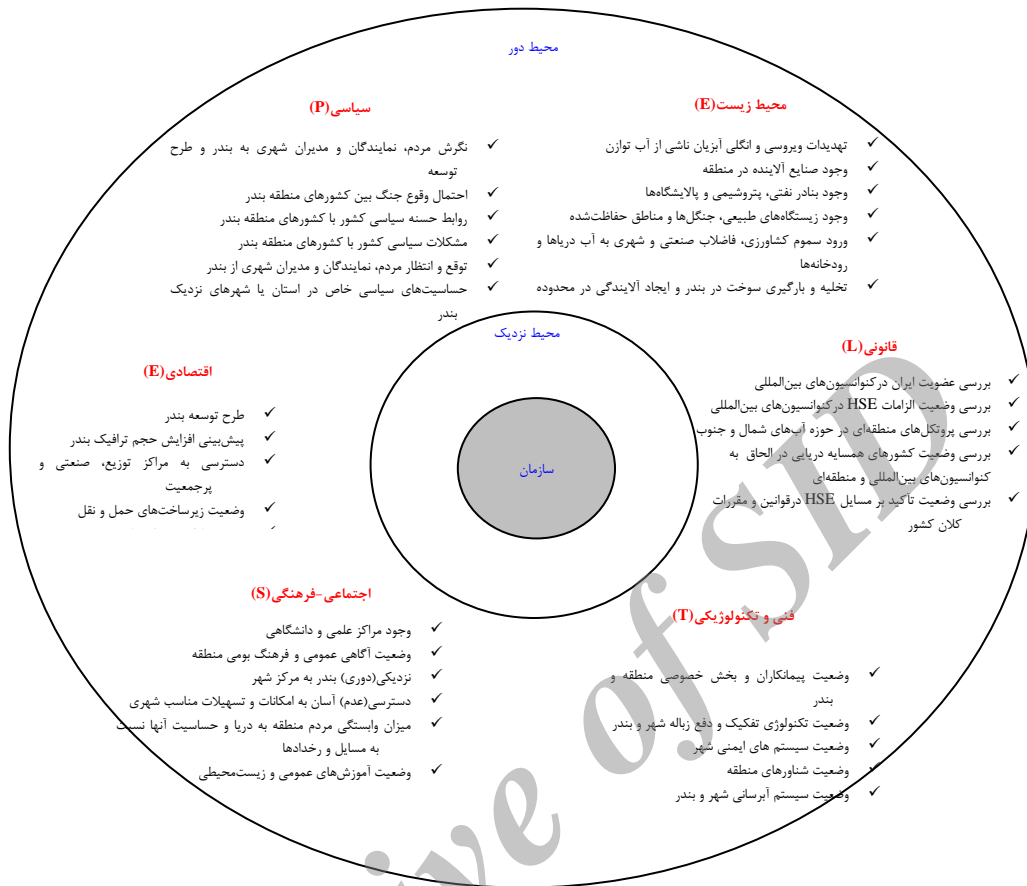 محیط دور
محیط زیست(E)
تهدیدات ویروسی و انگلی آبزیان ناشی از آب توازن
وجود صنایع آلاینده در منطقه
وجود بنادر نفتی، پتروشیمی و پالایشگاه‌ها
وجود زیستگاه‌های طبیعی، جنگل‌ها و مناطق حفاظت‌شده
ورود سموم کشاورزی، فاضلاب صنعتی و شهری به آب دریاها و
رودخانه‌ها
تخلیه و بارگیری سوخت در بندر و ایجاد آلایندگی در محدوده
سیاسی(P)
نگرش مردم، نمایندگان و مدیران شهری به بندر و طرح
توسعه
احتمال وقوع جنگ بین کشورهای منطقه بندر
روابط حسنه سیاسی کشور با کشورهای منطقه بندر
مشکلات سیاسی کشور با کشورهای منطقه بندر
توقع و انتظار مردم، نمایندگان و مدیران شهری از بندر
حساسیت‌های سیاسی خاص در استان یا شهرهای نزدیک
بندر
محیط نزدیک
سازمان
قانونی(L)
بررسی عضویت ایران درکنوانسیون‌های بین‌المللی
بررسی وضعیت الزامات HSE درکنوانسیون‌های بین‌المللی
بررسی پروتکل‌های منطقه‌ای در حوزه آب‌های شمال و جنوب
بررسی وضعیت کشورهای همسایه دریایی در الحاق به
کنوانسیون‌های بین‌المللی و منطقه‌ای
بررسی وضعیت تأکید بر مسایل HSE درقوانین و مقررات
کلان کشور
اقتصادی(E)
طرح توسعه بندر
پیش‌بینی افزایش حجم ترافیک بندر
دسترسی به مراکز توزیع، صنعتی و
پرجمعیت
وضعیت زیرساخت‌های حمل و نقل
فنی و تکنولوژیکی(T)
وضعیت پیمانکاران و بخش خصوصی منطقه و
بندر
وضعیت تکنولوژی تفکیک و دفع زباله شهر و بندر
وضعیت سیستم های ایمنی شهر
وضعیت شناورهای منطقه
وضعیت سیستم آبرسانی شهر و بندر
اجتماعی-فرهنگی(S)
وجود مراکز علمی و دانشگاهی
وضعیت آگاهی عمومی و فرهنگ بومی منطقه
نزدیکی(دوری) بندر به مرکز شهر
دسترسی(عدم) آسان به امکانات و تسهیلات مناسب شهری
میزان وابستگی مردم منطقه به دریا و حساسیت آنها نسبت
به مسایل و رخدادها
وضعیت آموزش‌های عمومی و زیست‌محیطی
of SID